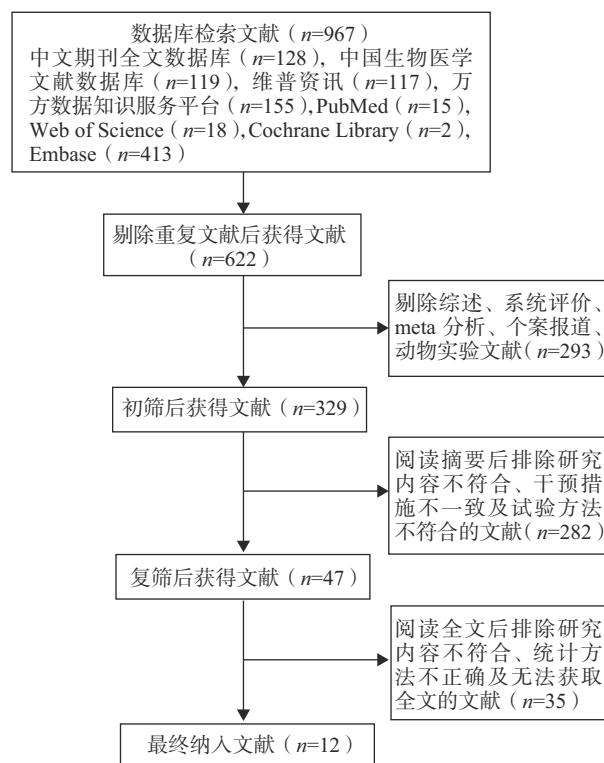 数据库检索文献（n=967）
中文期刊全文数据库（n=128），中国生物医学
文献数据库（n=119），维普资讯（n=117），万
方数据知识服务平台（n=155）,PubMed（n=15），
Web of Science（n=18）,Cochrane Library（n=2），
Embase（n=413）
剔除重复文献后获得文献
（n=622）
剔除综述、系统评价、
meta 分析、个案报道、
动物实验文献（n=293）
初筛后获得文献（n=329）
阅读摘要后排除研究
内容不符合、干预措
施不一致及试验方法
不符合的文献（n=282）
复筛后获得文献（n=47）
阅读全文后排除研究
内容不符合、统计方
法不正确及无法获取
全文的文献（n=35）
最终纳入文献（n=12）